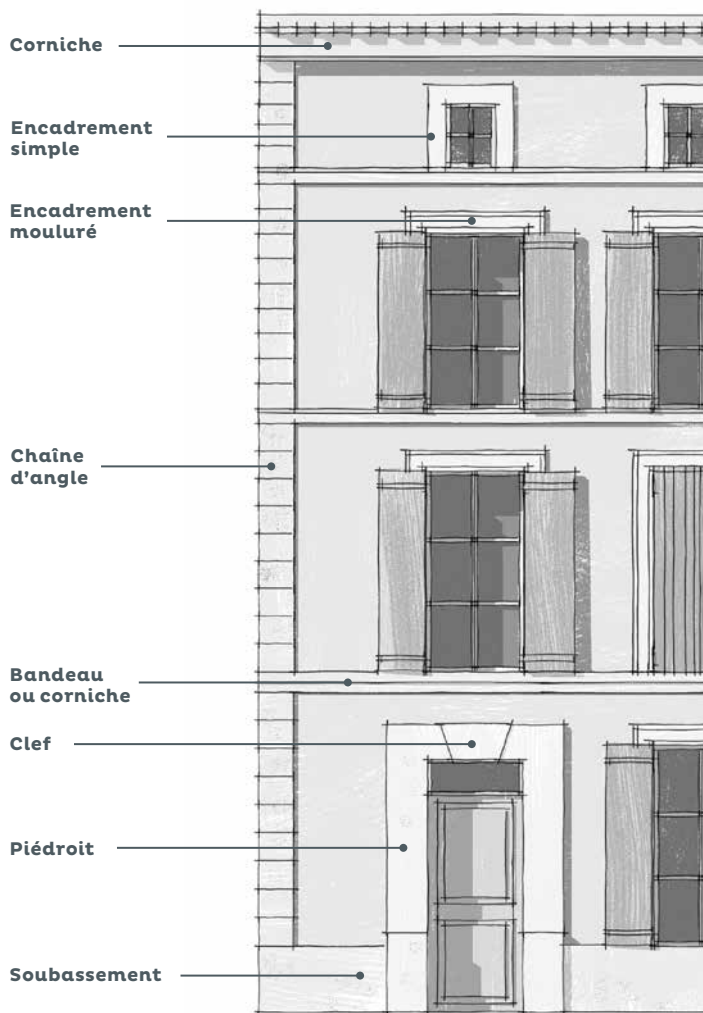 Corniche
Encadrement
simple
Encadrement
mouluré
Chaîne
d'angle
Bandeau
ou corniche
Clef
Piédroit
Soubassement